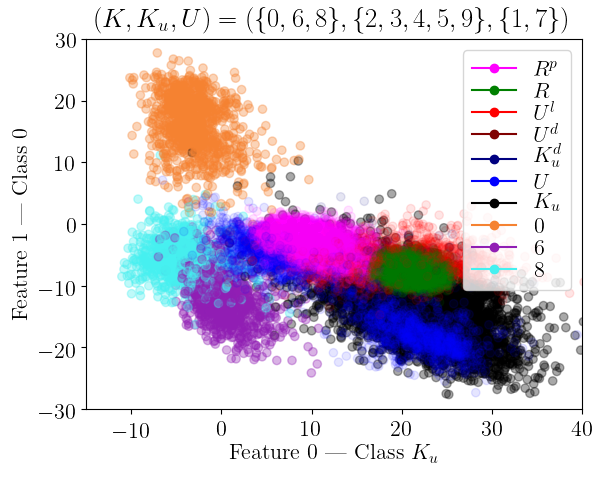 (K, K_u, U) = ({0, 6, 8}, {2, 3, 4, 5, 9}, {1, 7})
30
20
10
0
−10
−20
−30
Feature 1 — Class 0
R^p
R
U^l
U^d
K_u^d
U
K_u
0
6
8
−10 0 10 20 30 40
Feature 0 — Class K_u